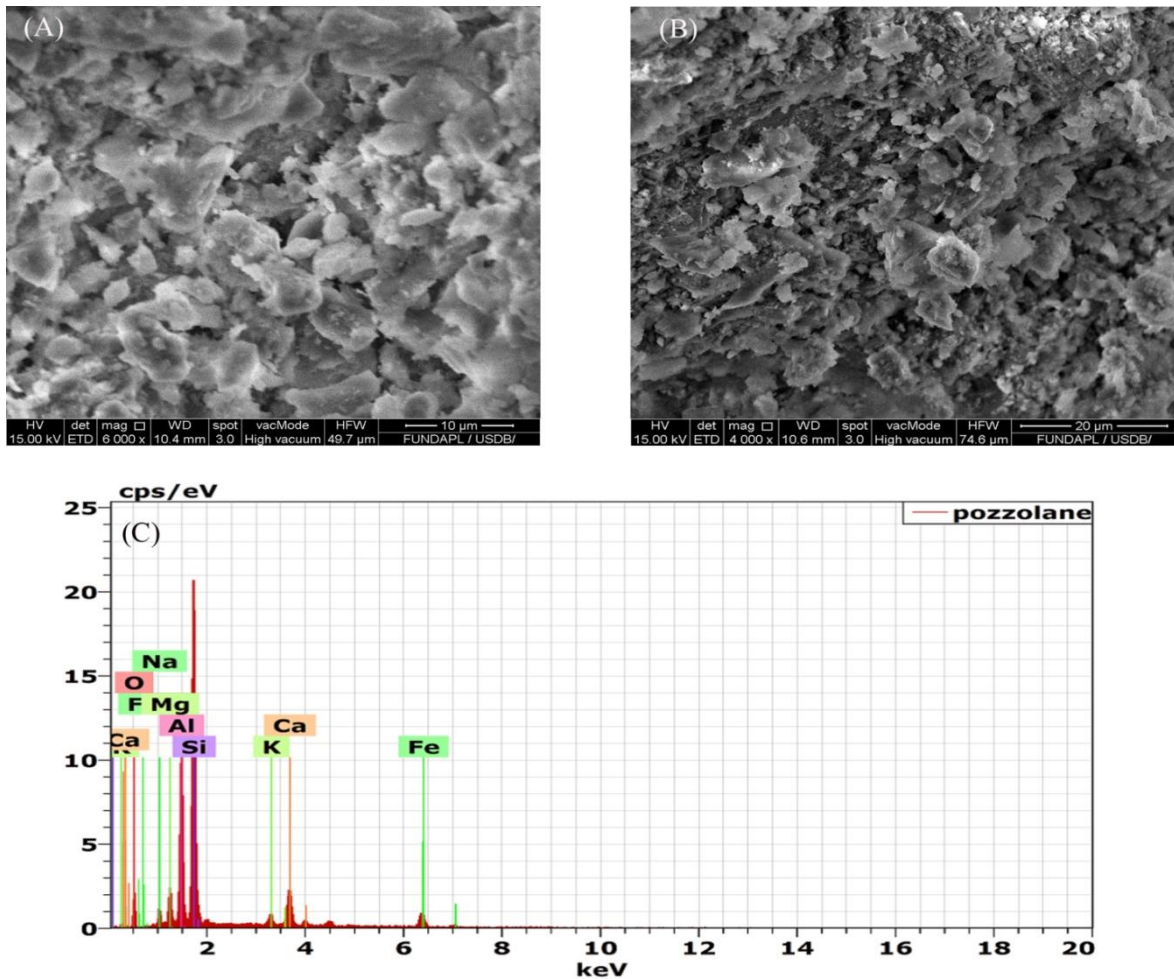 (A)
HV det mag □ WD spot vacMode HFW 10 µm
15.00 kV ETD 6 000 x 10.4 mm 3.0 High vacuum 49.7 µm FUNDAPL / USDB/
(B)
HV det mag □ WD spot vacMode HFW 20 µm
15.00 kV ETD 4 000 x 10.6 mm 3.0 High vacuum 74.6 µm FUNDAPL / USDB/
cps/eV
(C)
pozzolane
25
20
15
10
5
0
Na
O
F Mg
Ca Al Ca
Si K Fe
2 4 6 8 10 12 14 16 18 20
keV